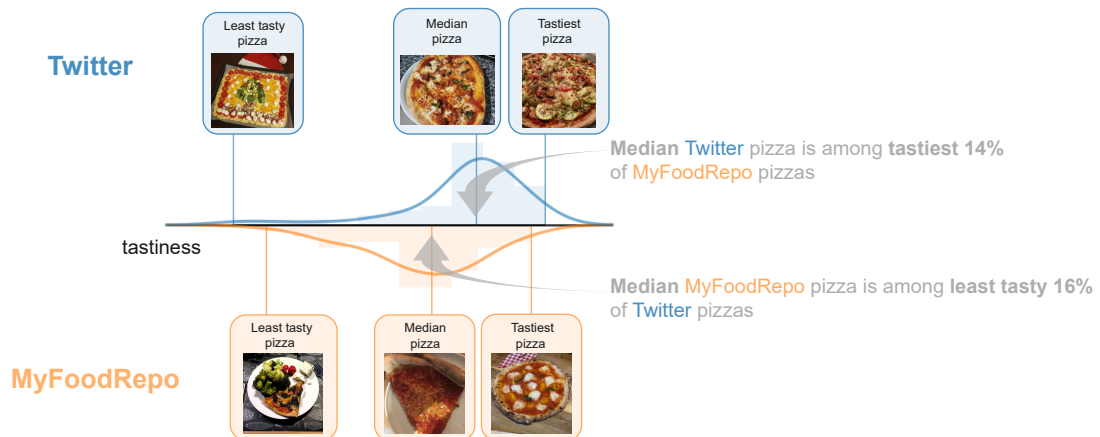 Twitter
Least tasty
pizza
Median
pizza
Tastiest
pizza
Median Twitter pizza is among tastiest 14%
of MyFoodRepo pizzas
tastiness
Median MyFoodRepo pizza is among least tasty 16%
of Twitter pizzas
MyFoodRepo
Least tasty
pizza
Median
pizza
Tastiest
pizza